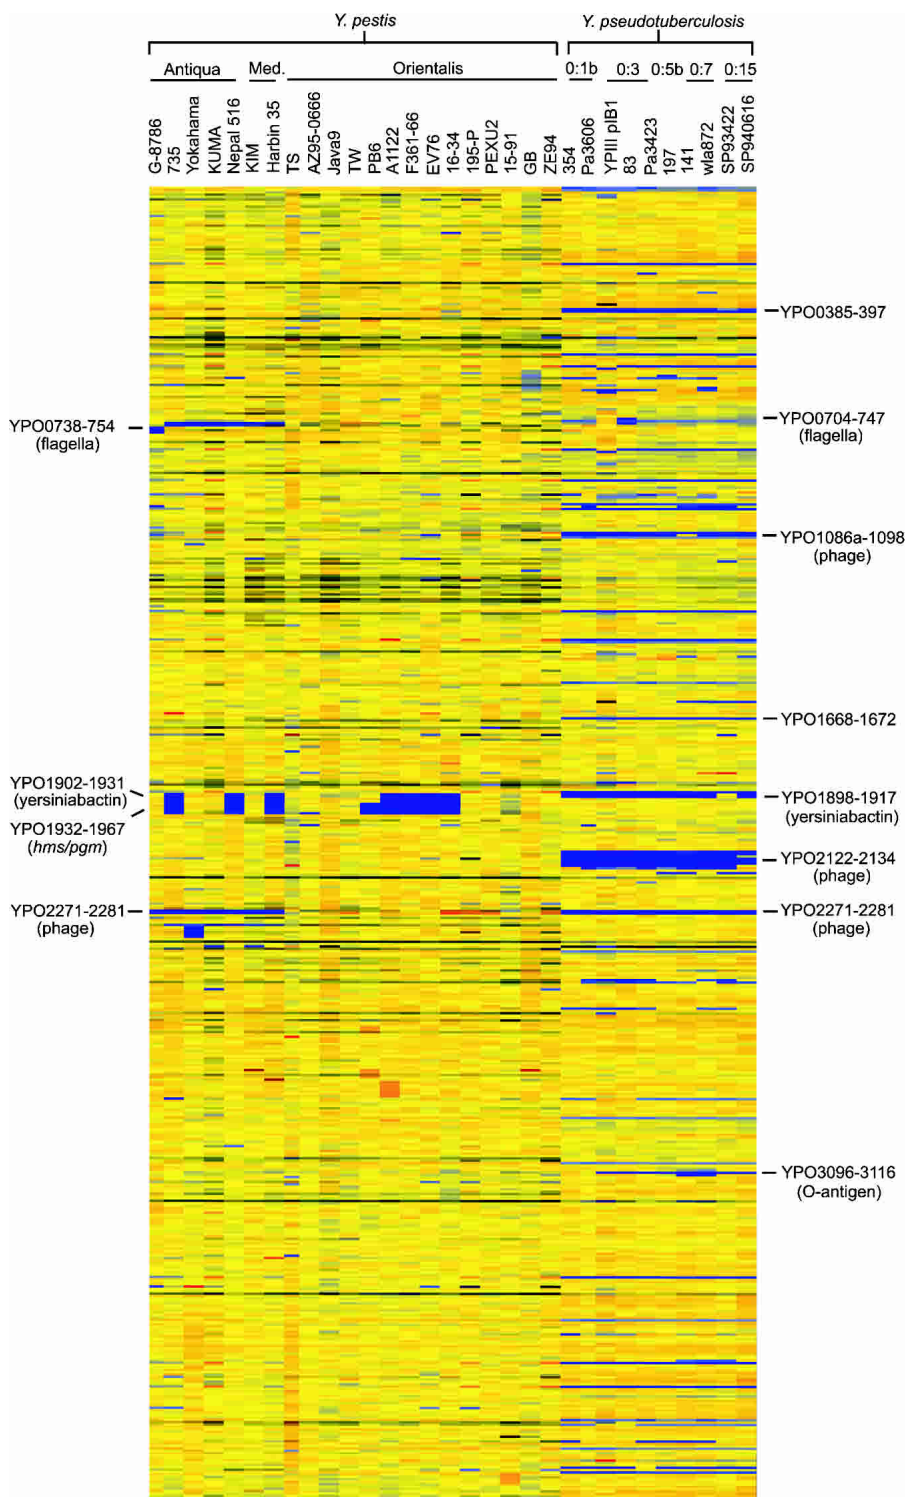 Y. pestis
Y. pseudotuberculosis
Antiqua
Med.
Orientalis
0:1b
0:3
0:5b
0:7
0:15
G-8786
735
Yokahama
KUMA
Nepal 516
KIM
Harbin 35
TS
AZ95-0666
Java9
TW
PB6
A1122
F361-66
EV76
16-34
195-P
PEXU2
15-91
GB
ZE94
354
Pa3606
YPIII pIB1
83
Pa3423
197
141
wla872
SP93422
SP940616
YPO0385-397
YPO0738-754
(flagella)
YPO0704-747
(flagella)
YPO1086a-1098
(phage)
YPO1668-1672
YPO1902-1931
(yersiniabactin)
YPO1932-1967
(hms/pgm)
YPO1898-1917
(yersiniabactin)
YPO2122-2134
(phage)
YPO2271-2281
(phage)
YPO2271-2281
(phage)
YPO3096-3116
(O-antigen)